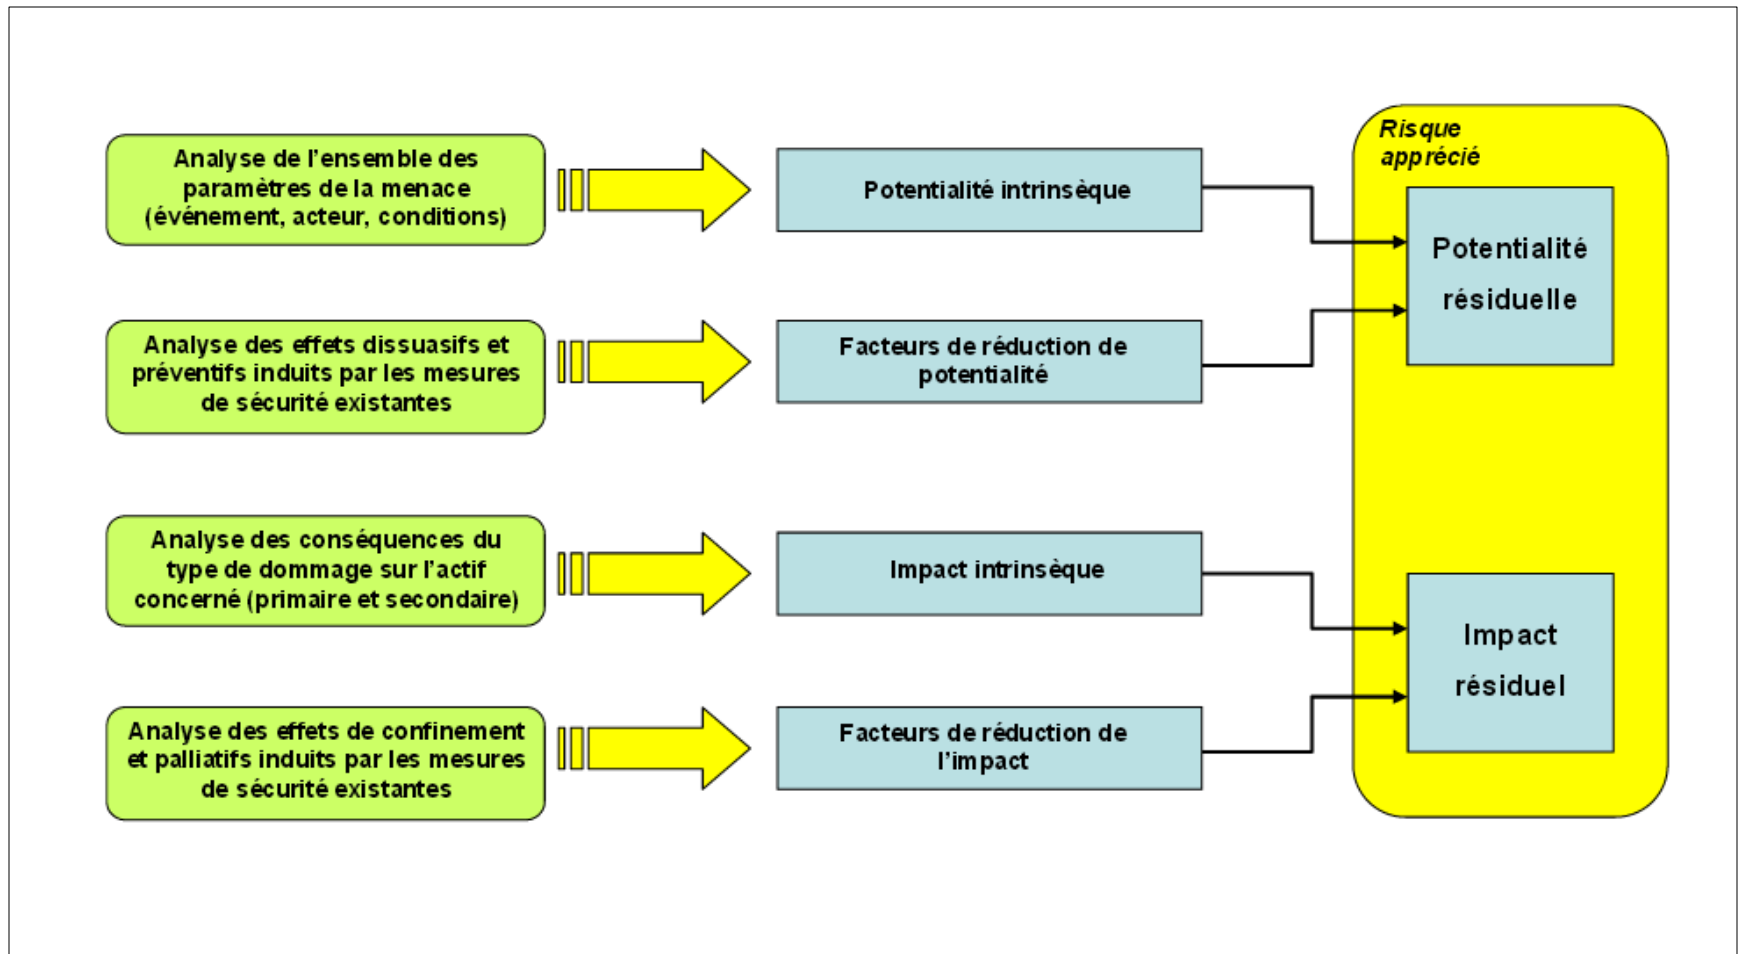 Analyse de l'ensemble des
paramètres de la menace
(événement, acteur, conditions)
Potentialité intrinsèque
Risque
apprécié
Potentialité
résiduelle
Analyse des effets dissuasifs et
préventifs induits par les mesures
de sécurité existantes
Facteurs de réduction de
potentialité
Analyse des conséquences du
type de dommage sur l'actif
concerné (primaire et secondaire)
Impact intrinsèque
Impact
résiduel
Analyse des effets de confinement
et palliatifs induits par les mesures
de sécurité existantes
Facteurs de réduction de
l'impact